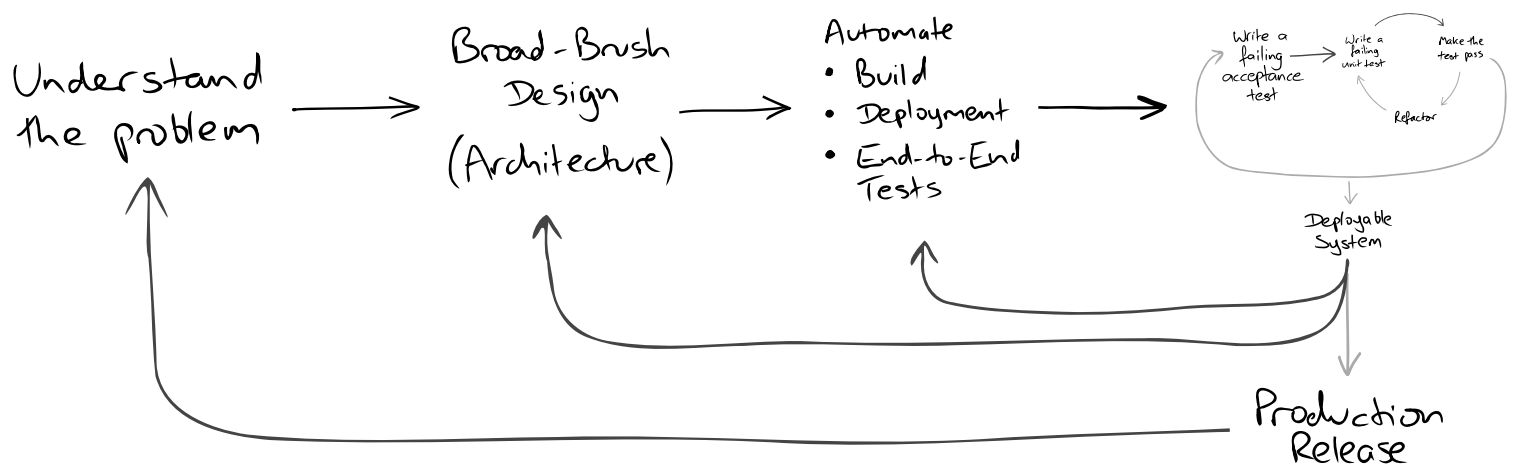 Understand
the problem
Broad-Brush
Design
(Architecture)
Automate
• Build
• Deployment
• End-to-End
Tests
Write a
failing
acceptance
test
Write a
failing
unit test
Make the
test pass
Refactor
Deployable
System
Production
Release